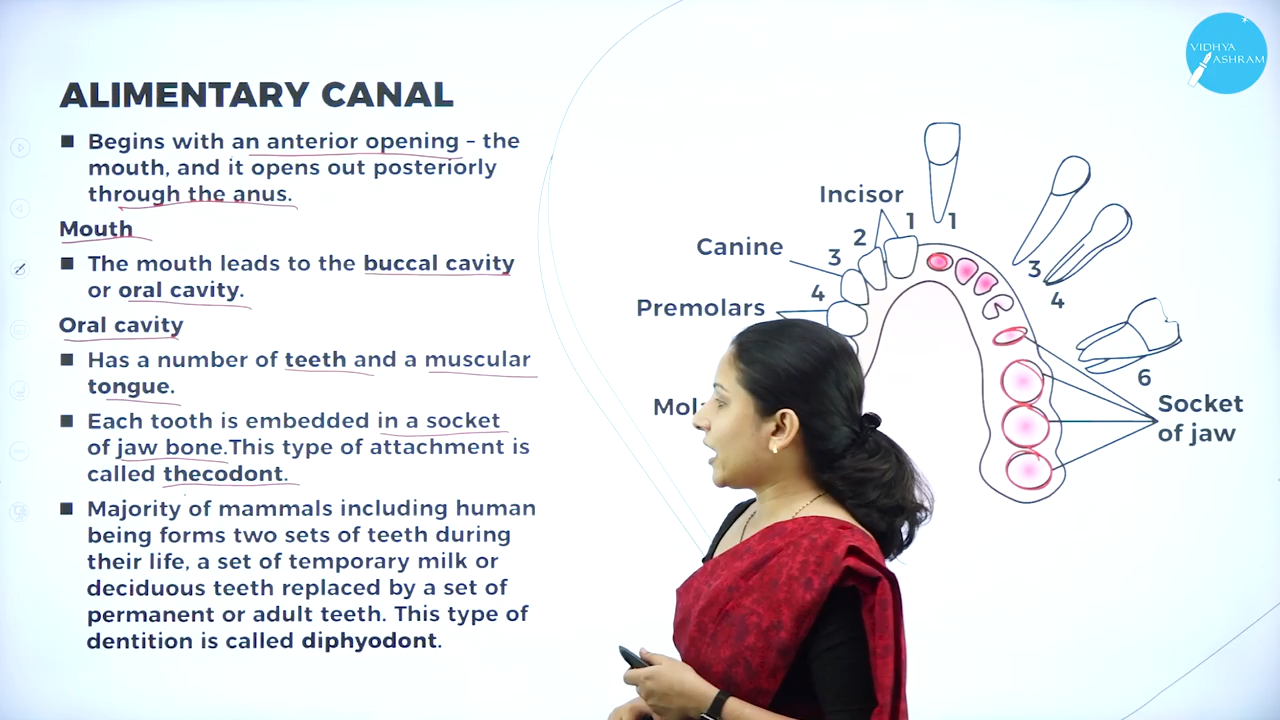 VIDHYA
ASHRAM
ALIMENTARY CANAL
■ Begins with an anterior opening – the
mouth, and it opens out posteriorly
through the anus.
Mouth
■ The mouth leads to the buccal cavity
or oral cavity.
Oral cavity
■ Has a number of teeth and a muscular
tongue.
■ Each tooth is embedded in a socket
of jaw bone.This type of attachment is
called thecodont.
■ Majority of mammals including human
being forms two sets of teeth during
their life, a set of temporary milk or
deciduous teeth replaced by a set of
permanent or adult teeth. This type of
dentition is called diphyodont.
Incisor
1
1
2
Canine
3
3
4
4
Premolars
6
Socket
of jaw